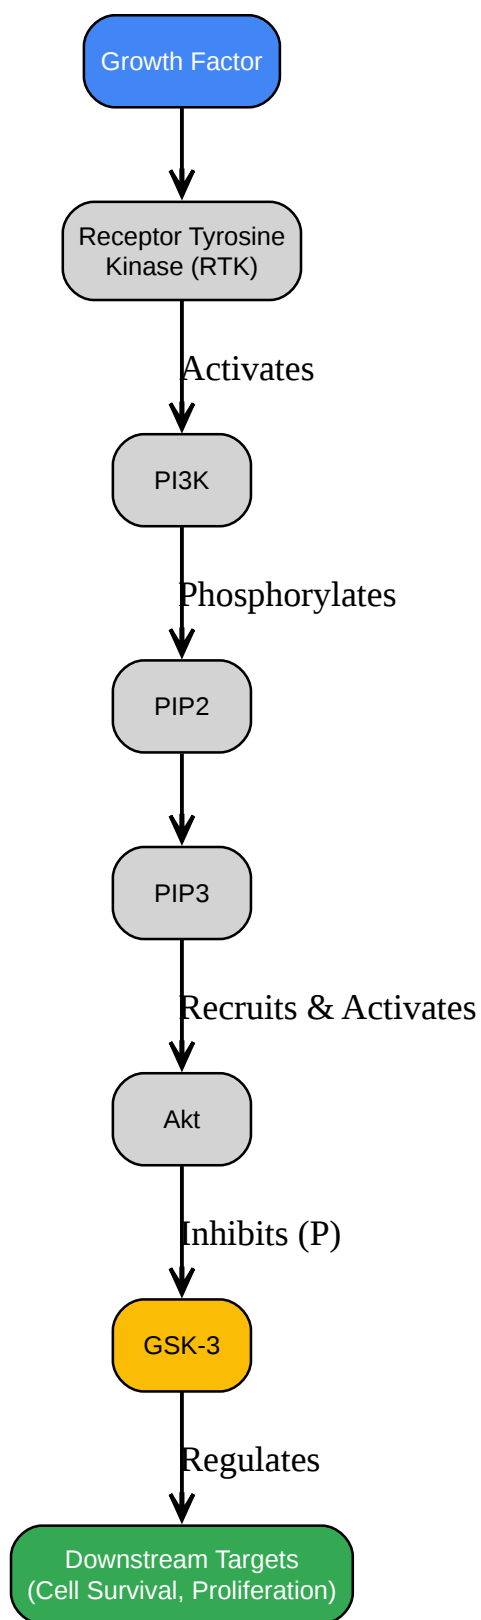 Growth Factor
Receptor Tyrosine
Kinase (RTK)
Activates
PI3K
Phosphorylates
PIP2
PIP3
Recruits & Activates
Akt
Inhibits (P)
GSK-3
Regulates
Downstream Targets
(Cell Survival, Proliferation)